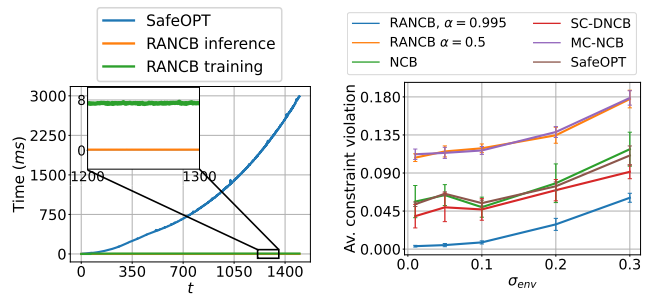 SafeOPT
RANCB inference
RANCB training
3000
2250
1500
750
0
Time (ms)
8
0
1200
1300
0
350
700
1050
1400
t
RANCB, α = 0.995
RANCB α = 0.5
NCB
SC-DNCB
MC-NCB
SafeOPT
0.180
0.135
0.090
0.045
0.000
Av. constraint violation
0.0
0.1
0.2
0.3
σenv